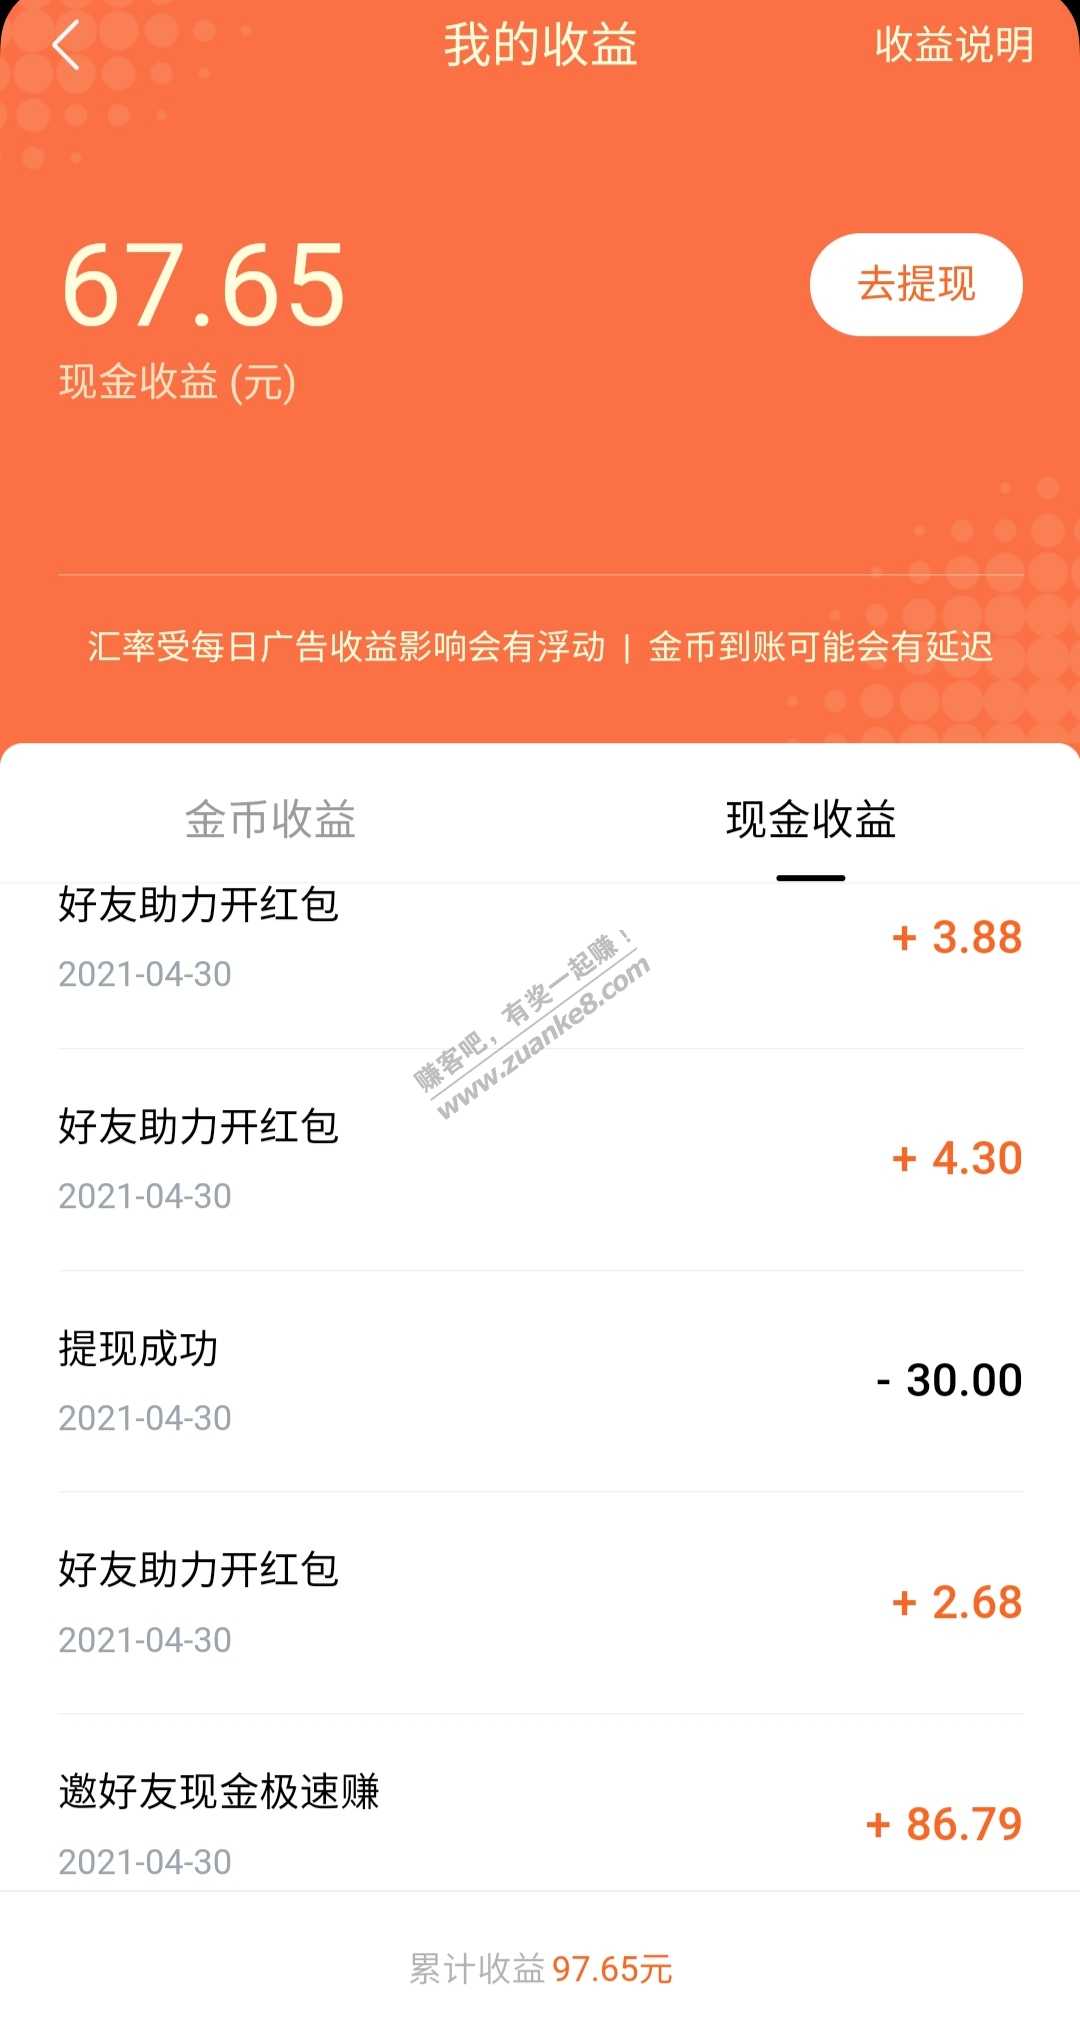 我的收益
收益说明
67.65
去提现
现金收益 (元)
汇率受每日广告收益影响会有浮动 | 金币到账可能会有延迟
金币收益
现金收益
好友助力开红包
+ 3.88
2021-04-30
赚客吧，有奖一起赚！
www.zuanke8.com
好友助力开红包
+ 4.30
2021-04-30
提现成功
- 30.00
2021-04-30
好友助力开红包
+ 2.68
2021-04-30
邀好友现金极速赚
+ 86.79
2021-04-30
累计收益 97.65元